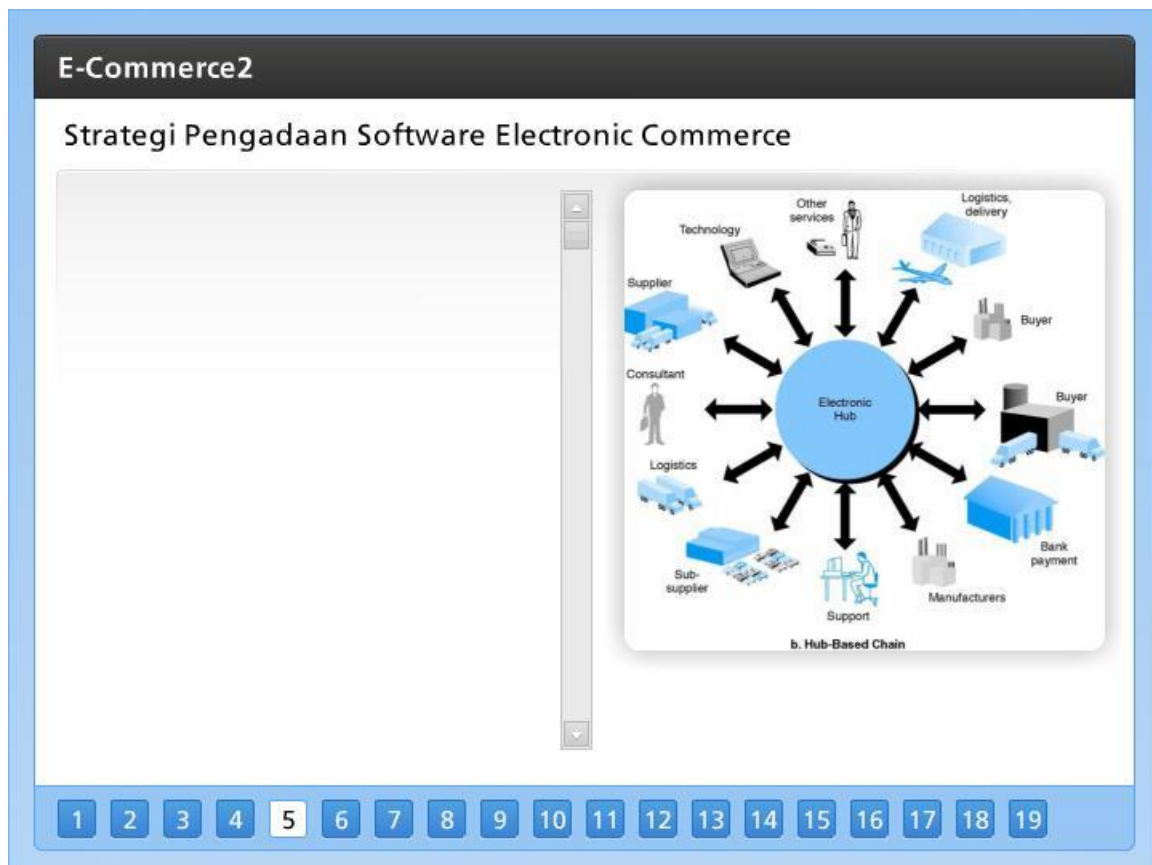 E-Commerce2
Strategi Pengadaan Software Electronic Commerce
Other
services
Logistics,
delivery
Technology
Supplier
Buyer
Consultant
Electronic
Hub
Buyer
Logistics
Bank
payment
Sub-
supplier
Manufacturers
Support
b. Hub-Based Chain
1 2 3 4 5 6 7 8 9 10 11 12 13 14 15 16 17 18 19